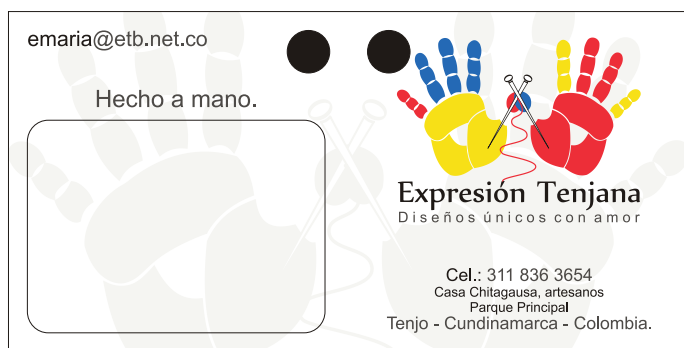 emaria@etb.net.co
Hecho a mano.
Expresión Tenjana
Diseños únicos con amor
Cel.: 311 836 3654
Casa Chitagausa, artesanos
Parque Principal
Tenjo - Cundinamarca - Colombia.